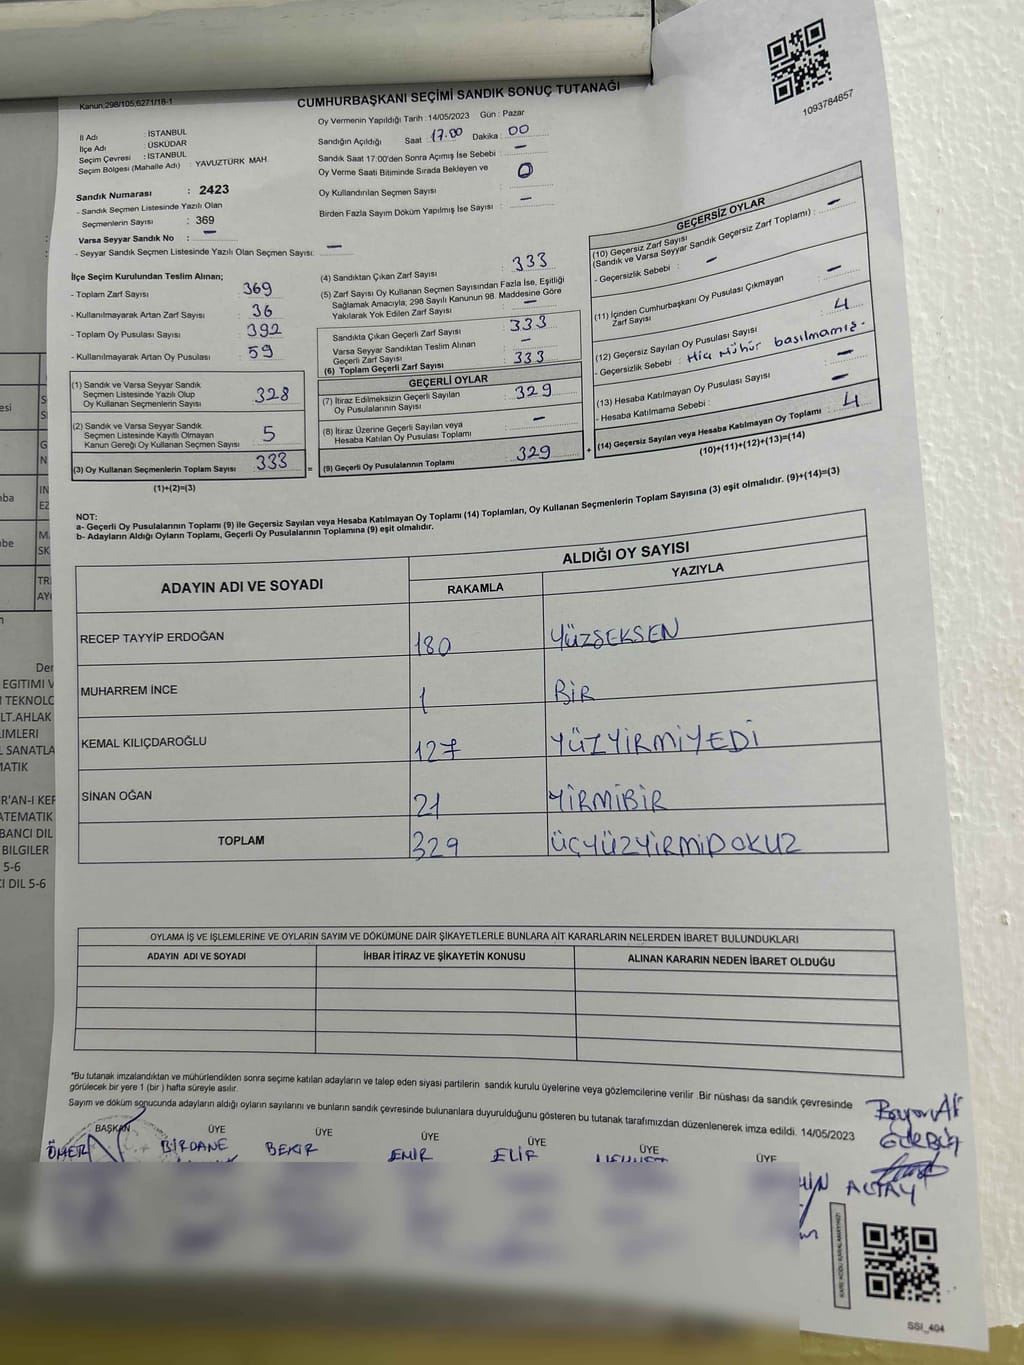 1093784857
Kanun,298/105,6271/18-1
CUMHURBAŞKANI SEÇİMİ SANDIK SONUÇ TUTANAĞI
İl Adı : İSTANBUL
İlçe Adı : ÜSKÜDAR
Seçim Çevresi : İSTANBUL
Seçim Bölgesi (Mahalle Adı) : YAVUZTÜRK MAH.
Sandık Numarası : 2423
- Sandık Seçmen Listesinde Yazılı Olan
Seçmenlerin Sayısı : 369
Varsa Seyyar Sandık No : —
- Seyyar Sandık Seçmen Listesinde Yazılı Olan Seçmen Sayısı: —
Oy Vermenin Yapıldığı Tarih : 14/05/2023 Gün : Pazar
Sandığın Açıldığı Saat : 17.00 Dakika : 00
Sandık Saat 17:00'den Sonra Açımış İse Sebebi : —
Oy Verme Saati Bitiminde Sırada Bekleyen ve
Oy Kullandırılan Seçmen Sayısı : 0
Birden Fazla Sayım Döküm Yapılmış İse Sayısı : —
İlçe Seçim Kurulundan Teslim Alınan;
- Toplam Zarf Sayısı : 369
- Kullanılmayarak Artan Zarf Sayısı : 36
- Toplam Oy Pusulası Sayısı : 392
- Kullanılmayarak Artan Oy Pusulası : 59
(1) Sandık ve Varsa Seyyar Sandık
Seçmen Listesinde Yazılı Olup
Oy Kullanan Seçmenlerin Sayısı : 328
(2) Sandık ve Varsa Seyyar Sandık
Seçmen Listesinde Kayıtlı Olmayan
Kanun Gereği Oy Kullanan Seçmen Sayısı : 5
(3) Oy Kullanan Seçmenlerin Toplam Sayısı : 333 =
(1)+(2)=(3)
(4) Sandıktan Çıkan Zarf Sayısı : 333
(5) Zarf Sayısı Oy Kullanan Seçmen Sayısından Fazla İse, Eşitliği
Sağlamak Amacıyla, 298 Sayılı Kanunun 98. Maddesine Göre
Yakılarak Yok Edilen Zarf Sayısı : —
Sandıkta Çıkan Geçerli Zarf Sayısı : 333
Varsa Seyyar Sandıktan Teslim Alınan
Geçerli Zarf Sayısı : —
(6) Toplam Geçerli Zarf Sayısı : 333
GEÇERLİ OYLAR
(7) İtiraz Edilmeksizin Geçerli Sayılan
Oy Pusulalarının Sayısı : 329
(8) İtiraz Üzerine Geçerli Sayılan veya
Hesaba Katılan Oy Pusulası Toplamı : —
(9) Geçerli Oy Pusulalarının Toplamı : 329 +
GEÇERSİZ OYLAR
(10) Geçersiz Zarf Sayısı
(Sandık ve Varsa Seyyar Sandık Geçersiz Zarf Toplamı) : —
- Geçersizlik Sebebi : —
(11) İçinden Cumhurbaşkanı Oy Pusulası Çıkmayan
Zarf Sayısı : —
(12) Geçersiz Sayılan Oy Pusulası Sayısı : 4
- Geçersizlik Sebebi : Hiç Mühür basılmamış.
(13) Hesaba Katılmayan Oy Pusulası Sayısı : —
- Hesaba Katılmama Sebebi : —
(14) Geçersiz Sayılan veya Hesaba Katılmayan Oy Toplamı : 4
(10)+(11)+(12)+(13)=(14)
NOT:
a- Geçerli Oy Pusulalarının Toplamı (9) ile Geçersiz Sayılan veya Hesaba Katılmayan Oy Toplamı (14) Toplamları, Oy Kullanan Seçmenlerin Toplam Sayısına (3) eşit olmalıdır. (9)+(14)=(3)
b- Adayların Aldığı Oyların Toplamı, Geçerli Oy Pusulalarının Toplamına (9) eşit olmalıdır.
ADAYIN ADI VE SOYADI
ALDIĞI OY SAYISI
RAKAMLA YAZIYLA
RECEP TAYYİP ERDOĞAN 180 YÜZSEKSEN
MUHARREM İNCE 1 BİR
KEMAL KILIÇDAROĞLU 127 YÜZYİRMİYEDİ
SİNAN OĞAN 21 YİRMİBİR
TOPLAM 329 ÜÇYÜZYİRMİDOKUZ
OYLAMA İŞ VE İŞLEMLERİNE VE OYLARIN SAYIM VE DÖKÜMÜNE DAİR ŞİKAYETLERLE BUNLARA AİT KARARLARIN NELERDEN İBARET BULUNDUKLARI
ADAYIN ADI VE SOYADI İHBAR İTİRAZ VE ŞİKAYETİN KONUSU ALINAN KARARIN NEDEN İBARET OLDUĞU
*Bu tutanak imzalandıktan ve mühürlendikten sonra seçime katılan adayların ve talep eden siyasi partilerin sandık kurulu üyelerine veya gözlemcilerine verilir .Bir nüshası da sandık çevresinde
görülecek bir yere 1 (bir ) hafta süreyle asılır.
Sayım ve döküm sonucunda adayların aldığı oyların sayılarını ve bunların sandık çevresinde bulunanlara duyurulduğunu gösteren bu tutanak tarafımızdan düzenlenerek imza edildi. 14/05/2023
BAŞKAN ÜYE ÜYE ÜYE ÜYE ÜYE ÜYE
ÖMER BİRDANE BEKİR EMİR ELİF
ALTAY
SSI_404
Der
EGITIMI V
TEKNOLO
LT.AHLAK
İMLERİ
SANATLA
MATIK
R'AN-I KER
ATEMATIK
BANCI DIL
BILGILER
5-6
I DIL 5-6